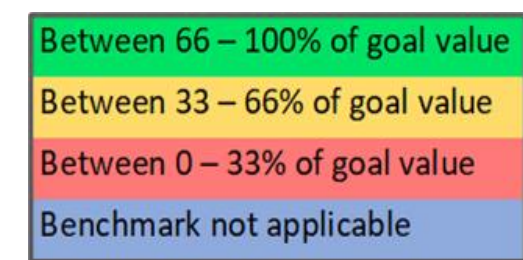 Between 66 – 100% of goal value
Between 33 – 66% of goal value
Between 0 – 33% of goal value
Benchmark not applicable